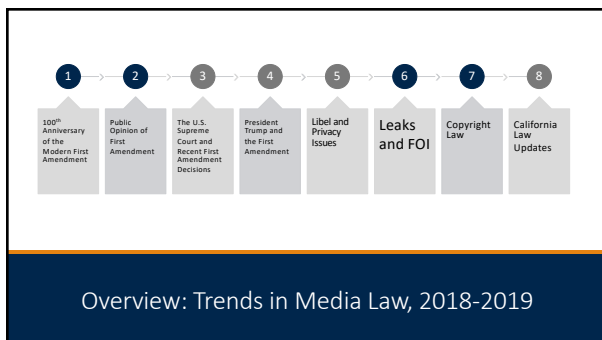 1
2
3
4
5
6
7
8
100th
Anniversary
of the
Modern First
Amendment
Public
Opinion of
First
Amendment
The U.S.
Supreme
Court and
Recent First
Amendment
Decisions
President
Trump and
the First
Amendment
Libel and
Privacy
Issues
Leaks
and FOI
Copyright
Law
California
Law
Updates
Overview: Trends in Media Law, 2018-2019